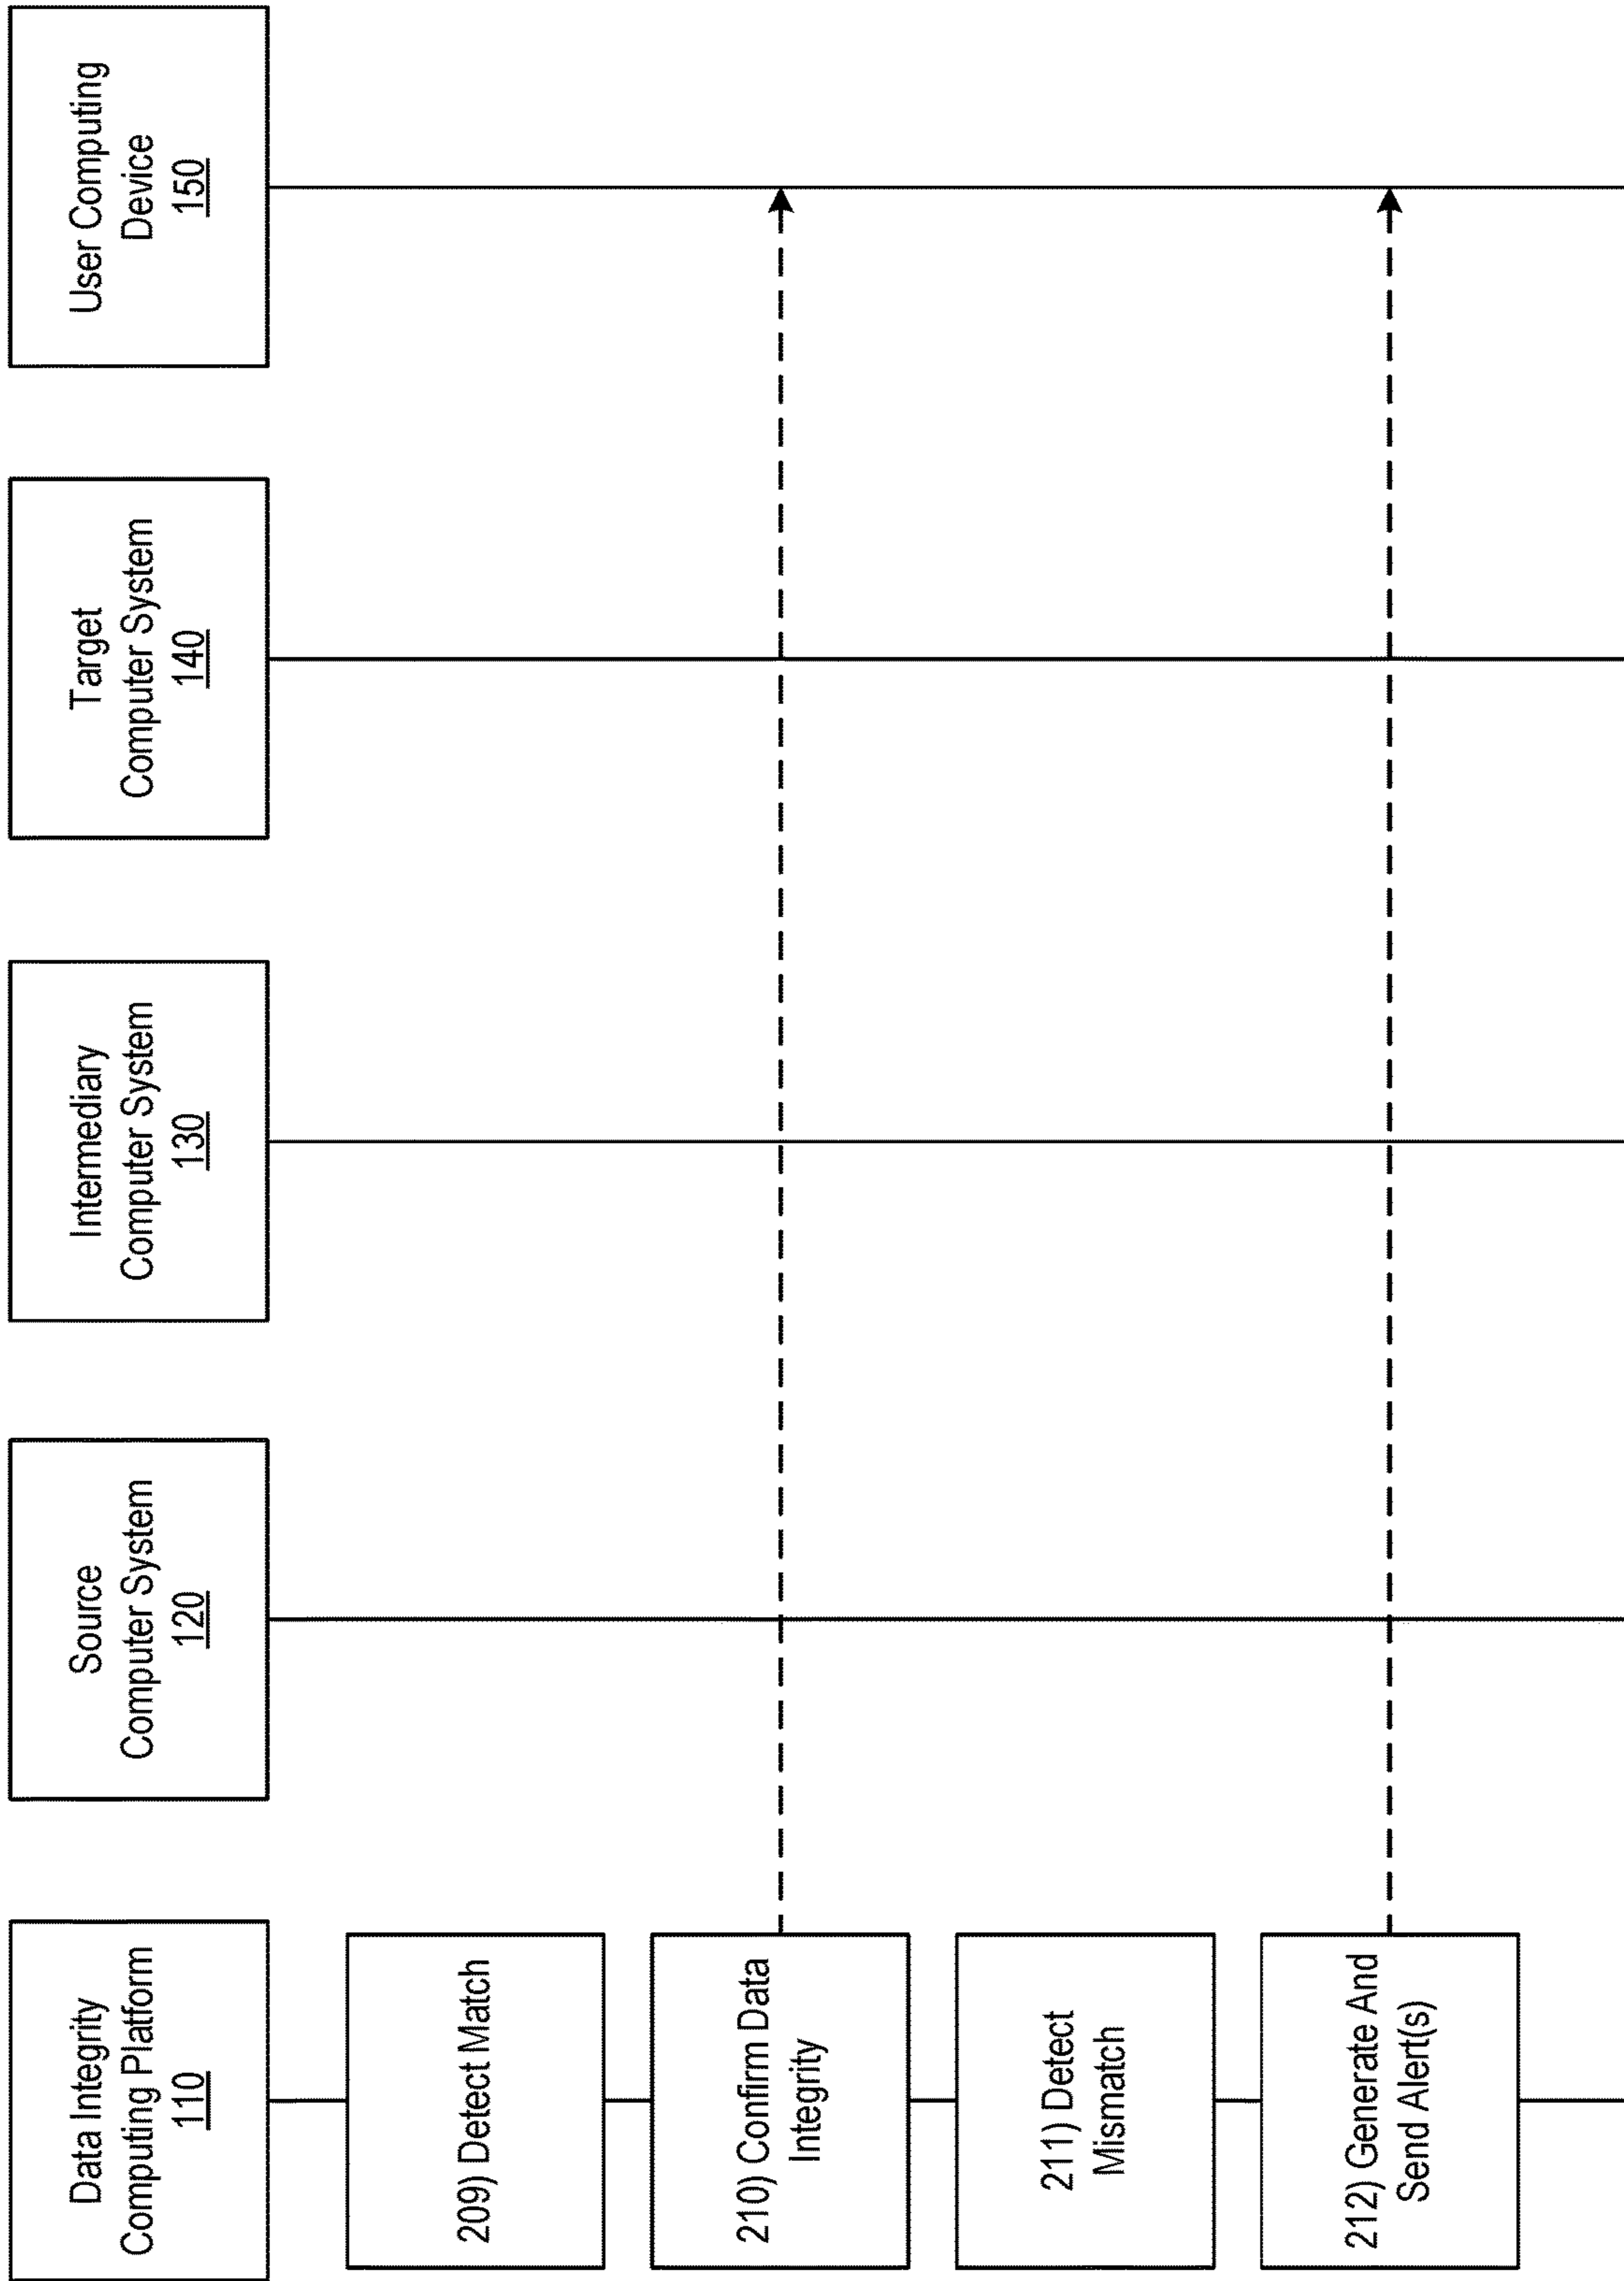 Data Integrity
Computing Platform
110
Source
Computer System
120
Intermediary
Computer System
130
Target
Computer System
140
User Computing
Device
150
209) Detect Match
210) Confirm Data
Integrity
211) Detect
Mismatch
212) Generate And
Send Alert(s)